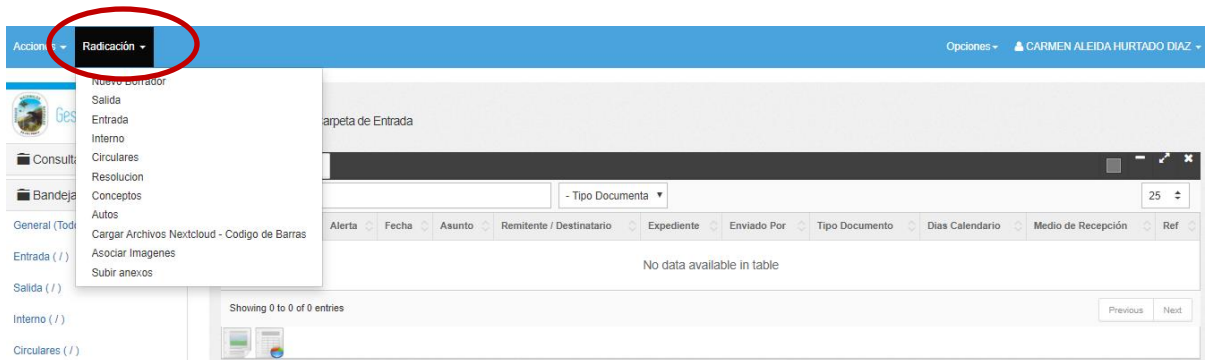 Acciones Radicación Opciones CARMEN ALEIDA HURTADO DIAZ
Nuevo Borrador
Salida
Entrada
Interno
Circulares
Resolucion
Conceptos
Autos
Cargar Archivos Nextcloud - Codigo de Barras
Asociar Imagenes
Subir anexos
Ges
arpeta de Entrada
Consulta
Bandeja
- Tipo Documenta 25
General (Tod
Alerta Fecha Asunto Remitente / Destinatario Expediente Enviado Por Tipo Documento Dias Calendario Medio de Recepción Ref
Entrada ( / )
No data available in table
Salida ( / )
Showing 0 to 0 of 0 entries
Previous Next
Interno ( / )
Circulares ( / )